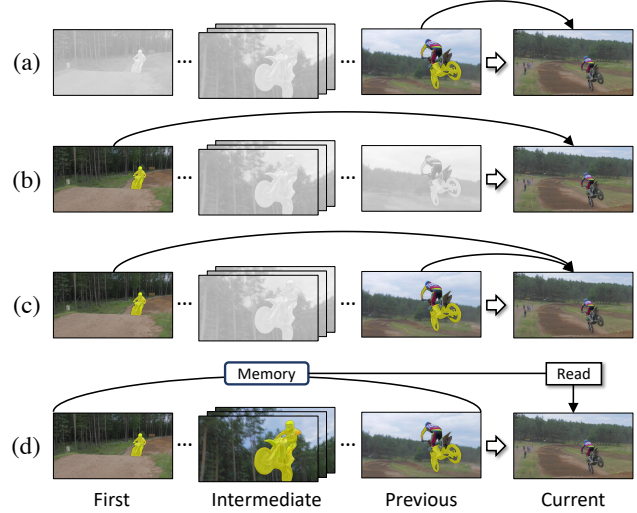 (a)
...
...
(b)
...
...
(c)
...
...
Memory
Read
(d)
...
...
First
Intermediate
Previous
Current